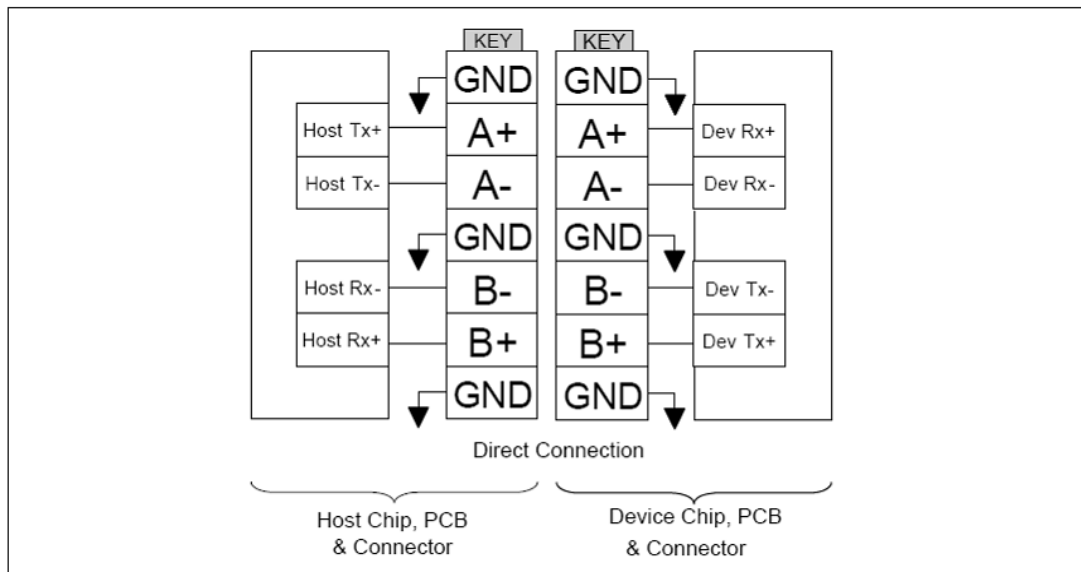 KEY KEY
GND GND
Host Tx+ A+ A+ Dev Rx+
Host Tx- A- A- Dev Rx-
GND GND
Host Rx- B- B- Dev Tx-
Host Rx+ B+ B+ Dev Tx+
GND GND
Direct Connection
Host Chip, PCB
& Connector
Device Chip, PCB
& Connector